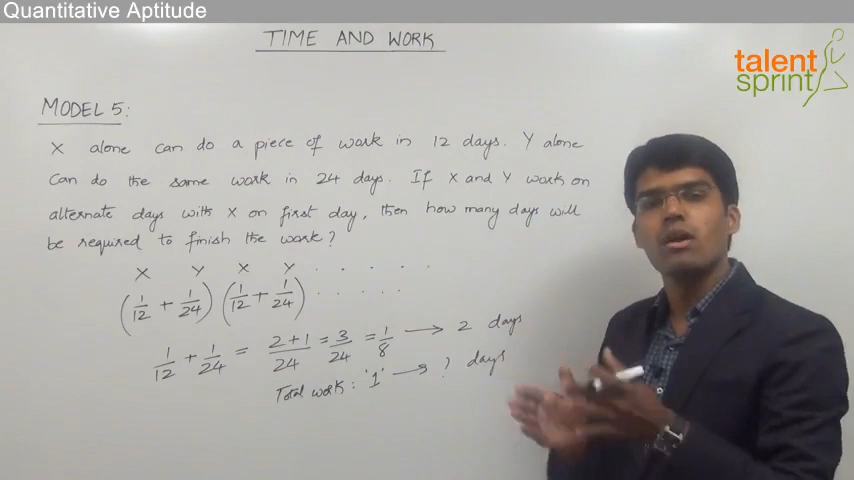 Quantitative Aptitude
TIME AND WORK
talent
sprint
MODEL 5:
X alone can do a piece of work in 12 days. Y alone
can do the same work in 24 days. If X and Y work on
alternate days with X on first day, then how many days will
be required to finish the work?
X Y X Y . . . . .
(1/12 + 1/24) (1/12 + 1/24) . . . . .
1/12 + 1/24 = 2+1/24 = 3/24 = 1/8 → 2 days
Total work: '1' → ? days